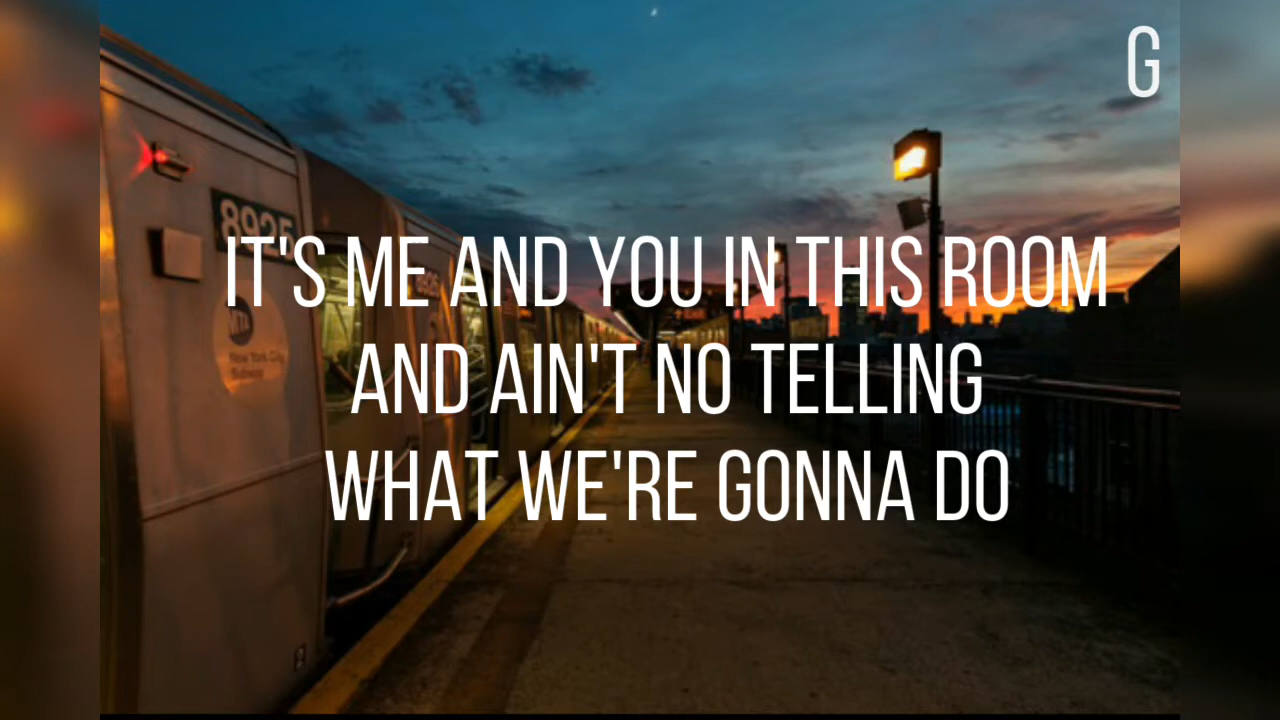 G
8925
IT'S ME AND YOU IN THIS ROOM
AND AIN'T NO TELLING
WHAT WE'RE GONNA DO
MTA
New York City
Subway